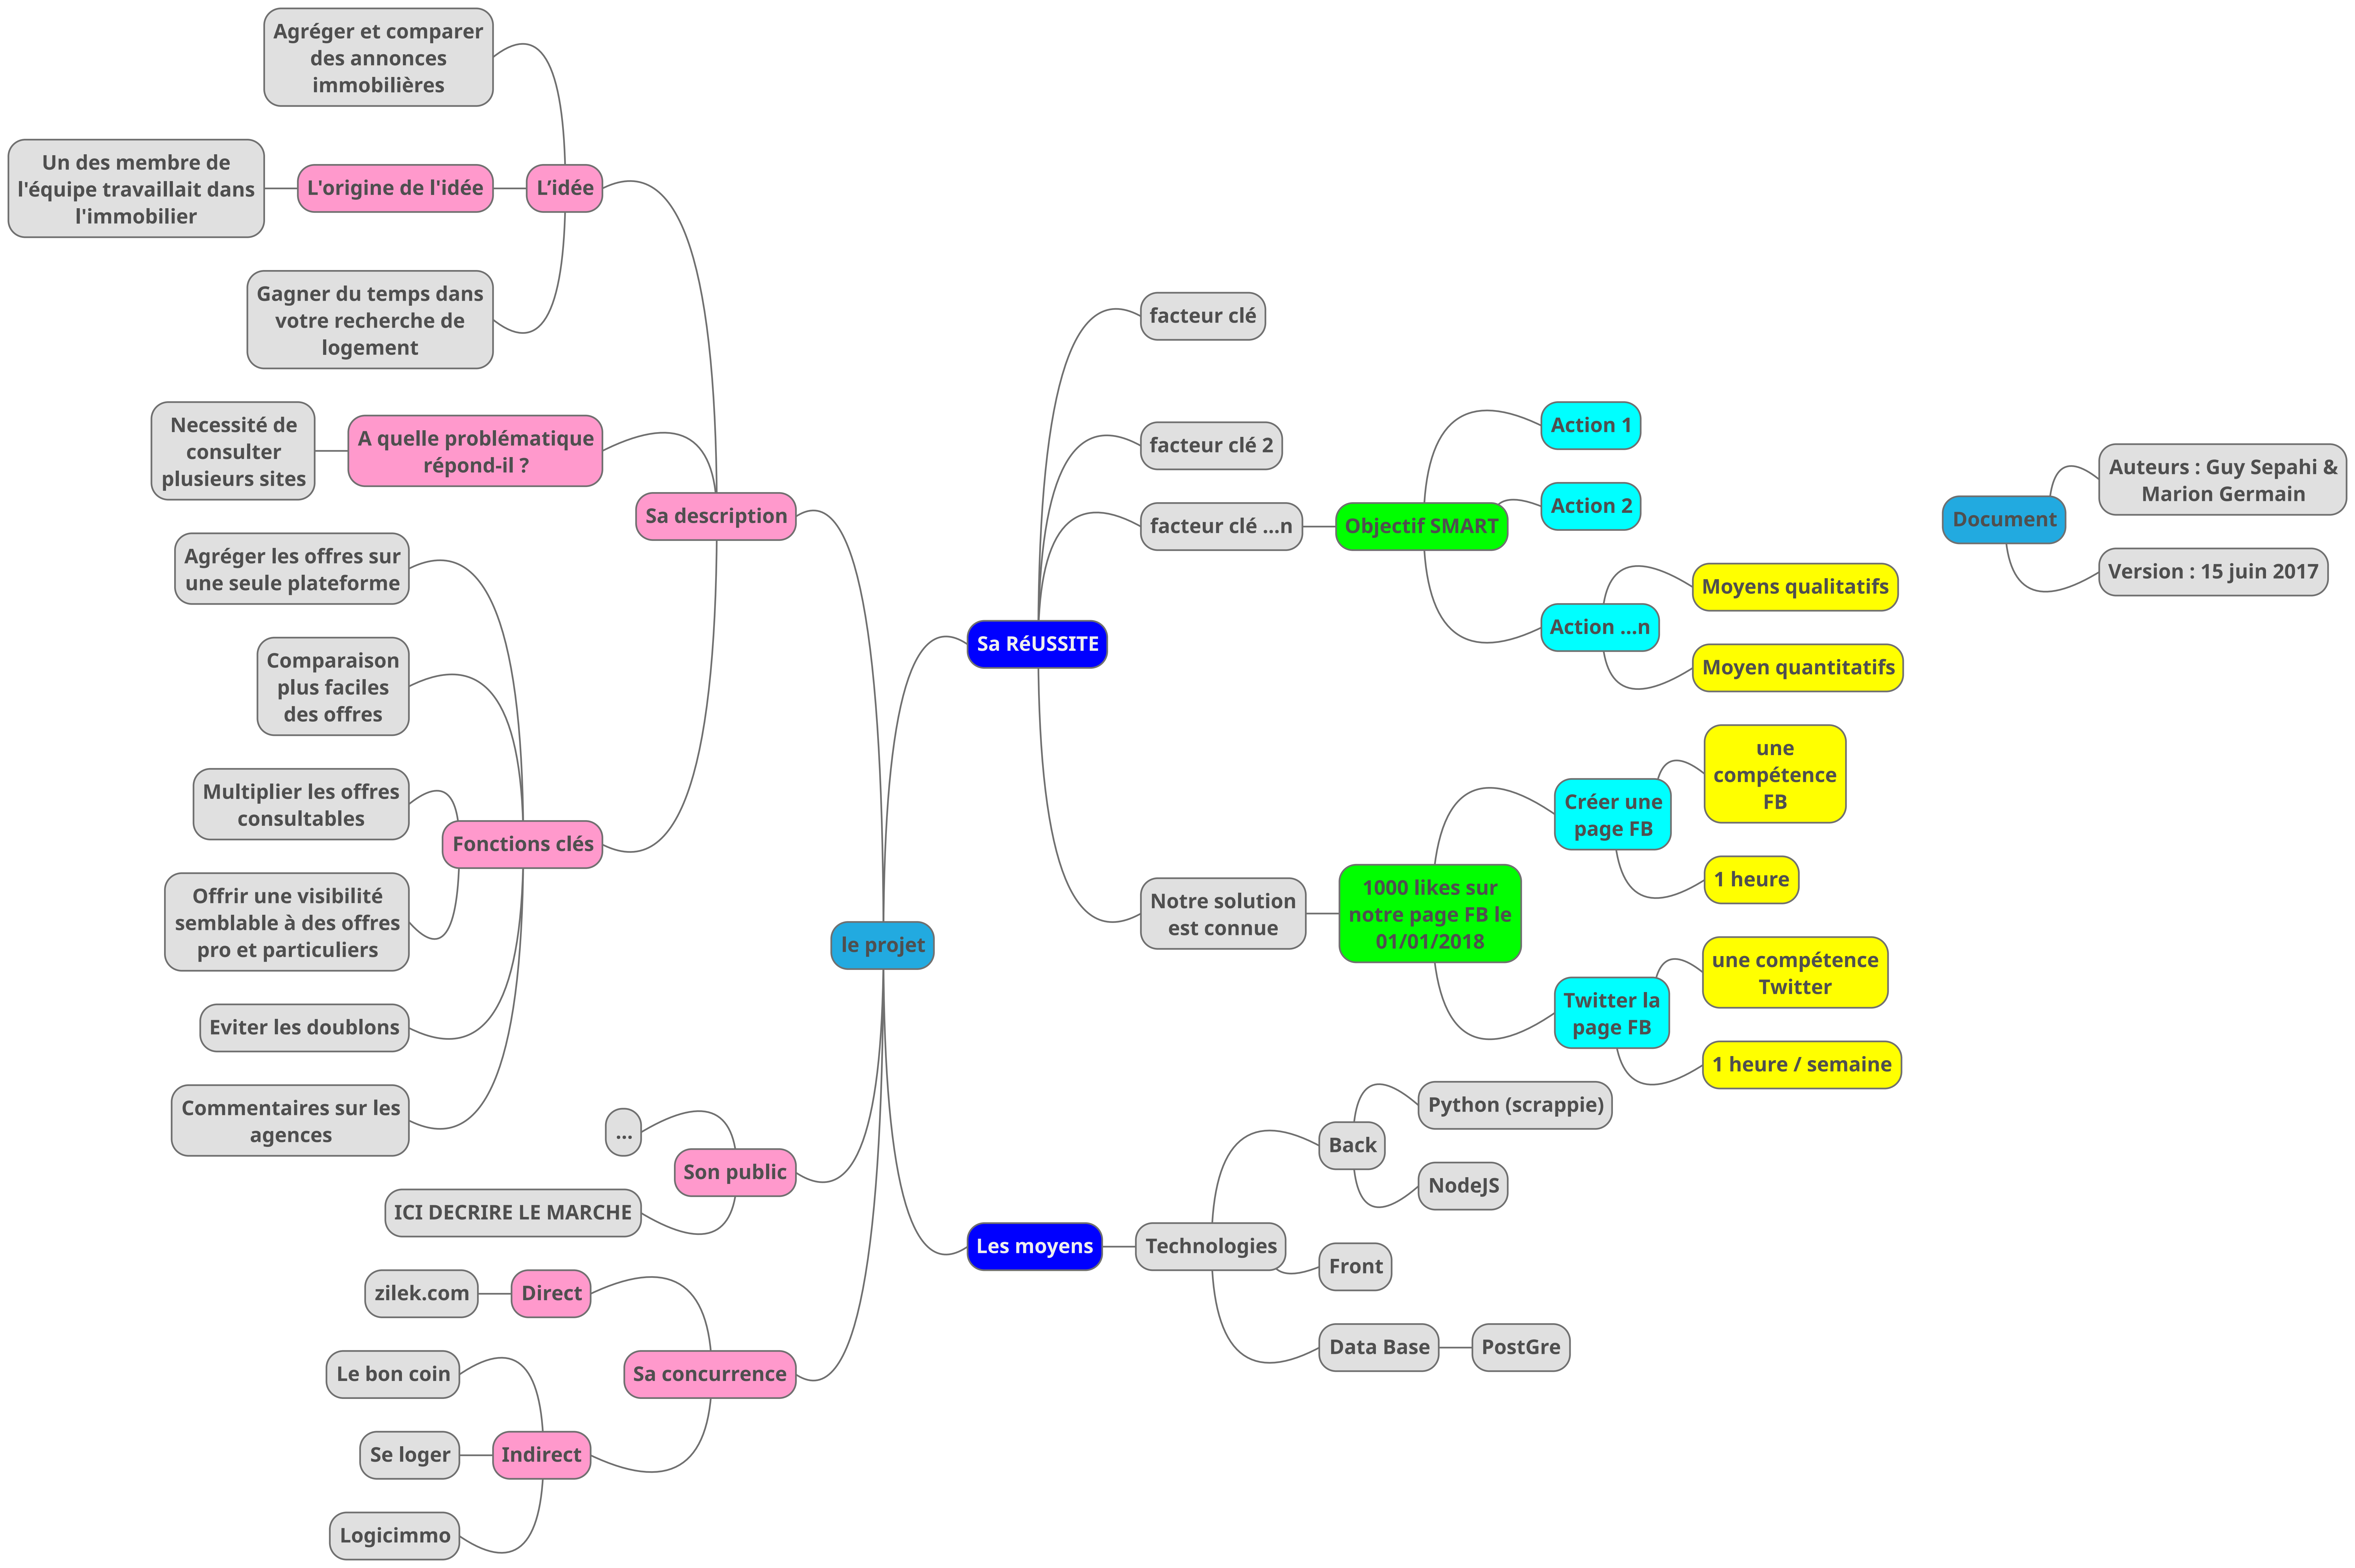 Agréger et comparer
des annonces
immobilières
Un des membre de
l'équipe travaillait dans
l'immobilier
L'origine de l'idée
L’idée
Gagner du temps dans
votre recherche de
logement
Necessité de
consulter
plusieurs sites
A quelle problématique
répond-il ?
Sa description
Agréger les offres sur
une seule plateforme
Comparaison
plus faciles
des offres
Multiplier les offres
consultables
Fonctions clés
Offrir une visibilité
semblable à des offres
pro et particuliers
Eviter les doublons
Commentaires sur les
agences
...
Son public
ICI DECRIRE LE MARCHE
zilek.com
Direct
Sa concurrence
Le bon coin
Se loger
Indirect
Logicimmo
le projet
Sa RéUSSITE
facteur clé
facteur clé 2
facteur clé ...n
Objectif SMART
Action 1
Action 2
Action ...n
Moyens qualitatifs
Moyen quantitatifs
Notre solution
est connue
1000 likes sur
notre page FB le
01/01/2018
Créer une
page FB
une
compétence
FB
1 heure
Twitter la
page FB
une compétence
Twitter
1 heure / semaine
Les moyens
Technologies
Back
Python (scrappie)
NodeJS
Front
Data Base
PostGre
Document
Auteurs : Guy Sepahi &
Marion Germain
Version : 15 juin 2017